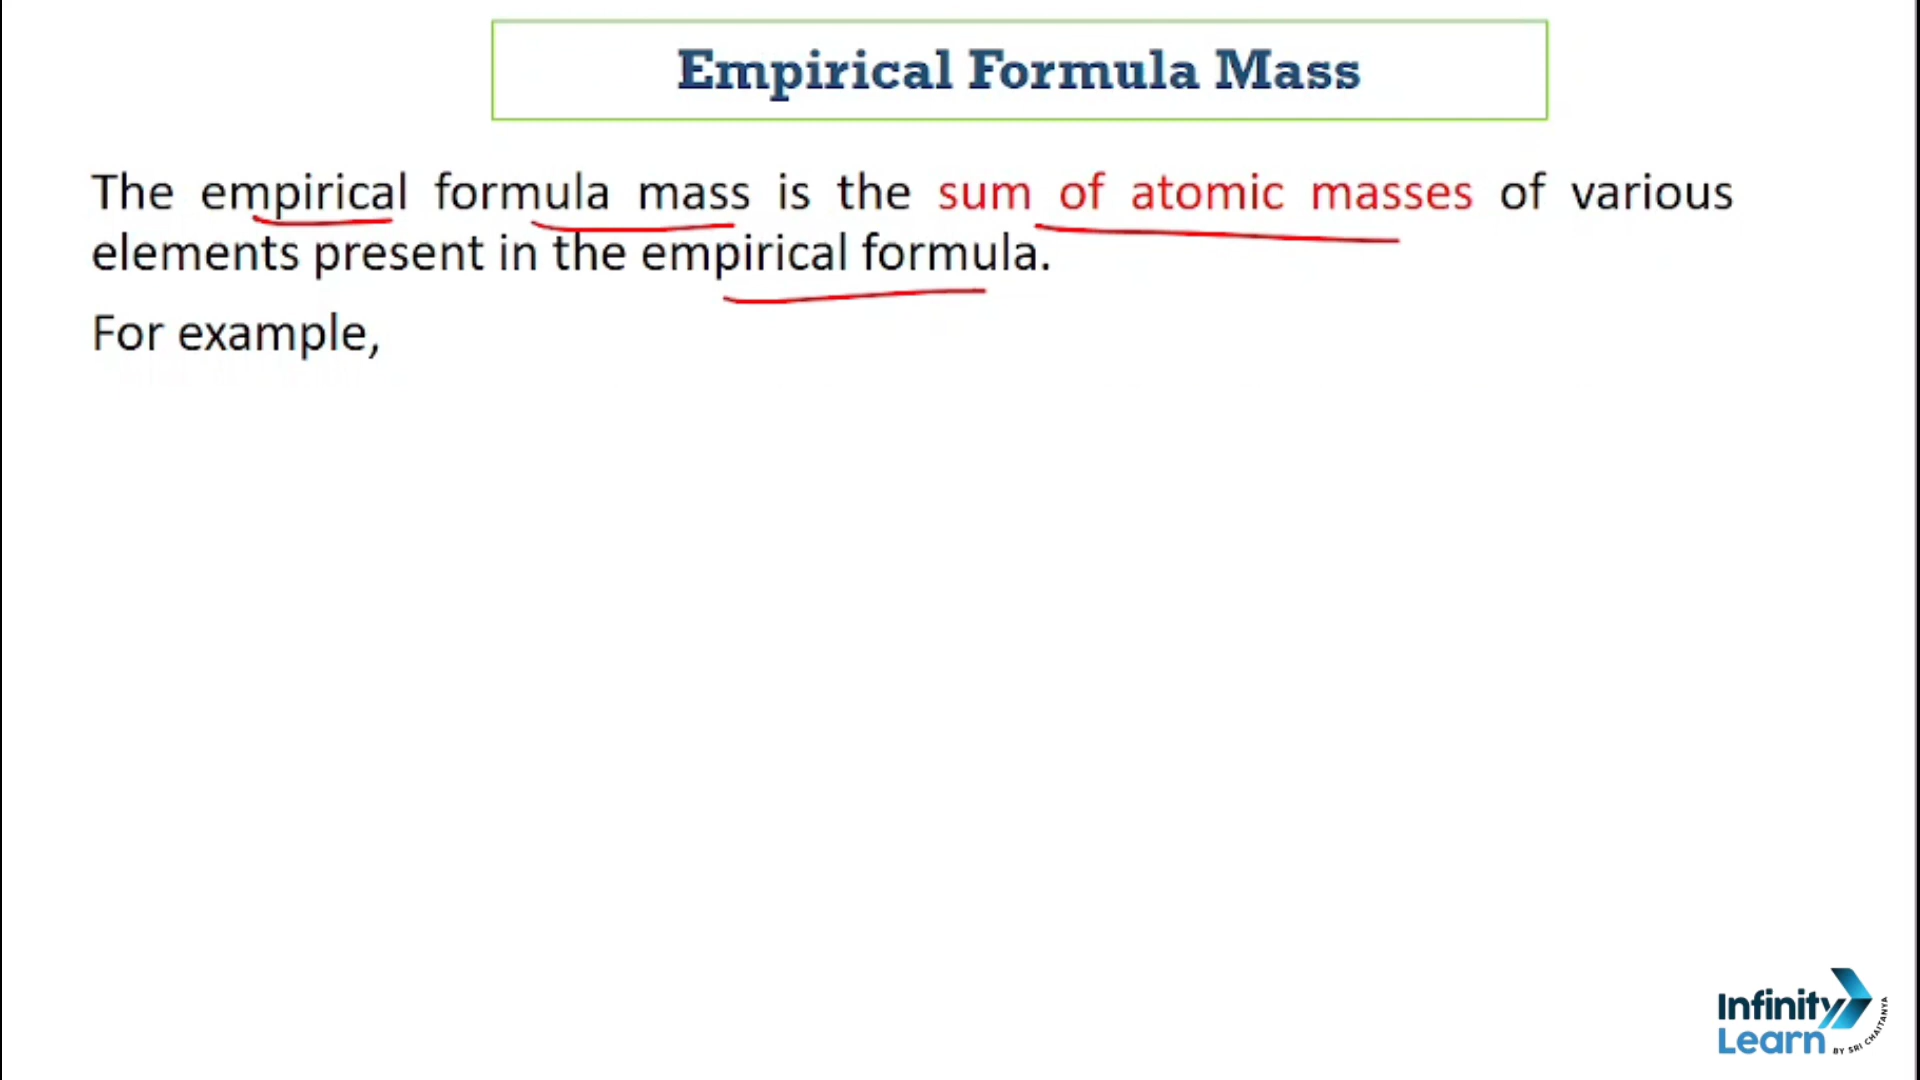 Empirical Formula Mass
The empirical formula mass is the sum of atomic masses of various
elements present in the empirical formula.
For example,
Infinity
Learn
BY SRI CHAITANYA